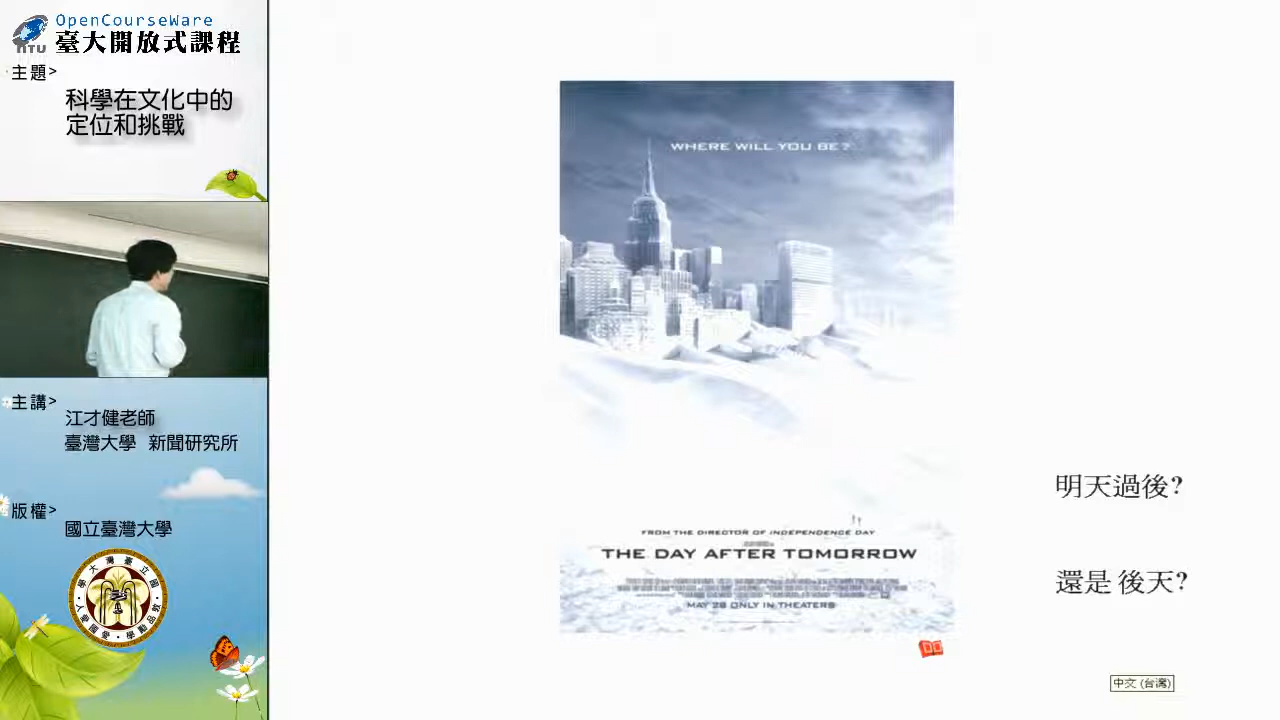 OpenCourseWare
NTU
臺大開放式課程
主題>
科學在文化中的
定位和挑戰
主講>
江才健老師
臺灣大學 新聞研究所
版權>
國立臺灣大學
WHERE WILL YOU BE?
FROM THE DIRECTOR OF INDEPENDENCE DAY
THE DAY AFTER TOMORROW
MAY 28 ONLY IN THEATERS
明天過後?
還是 後天?
中文 (台灣)